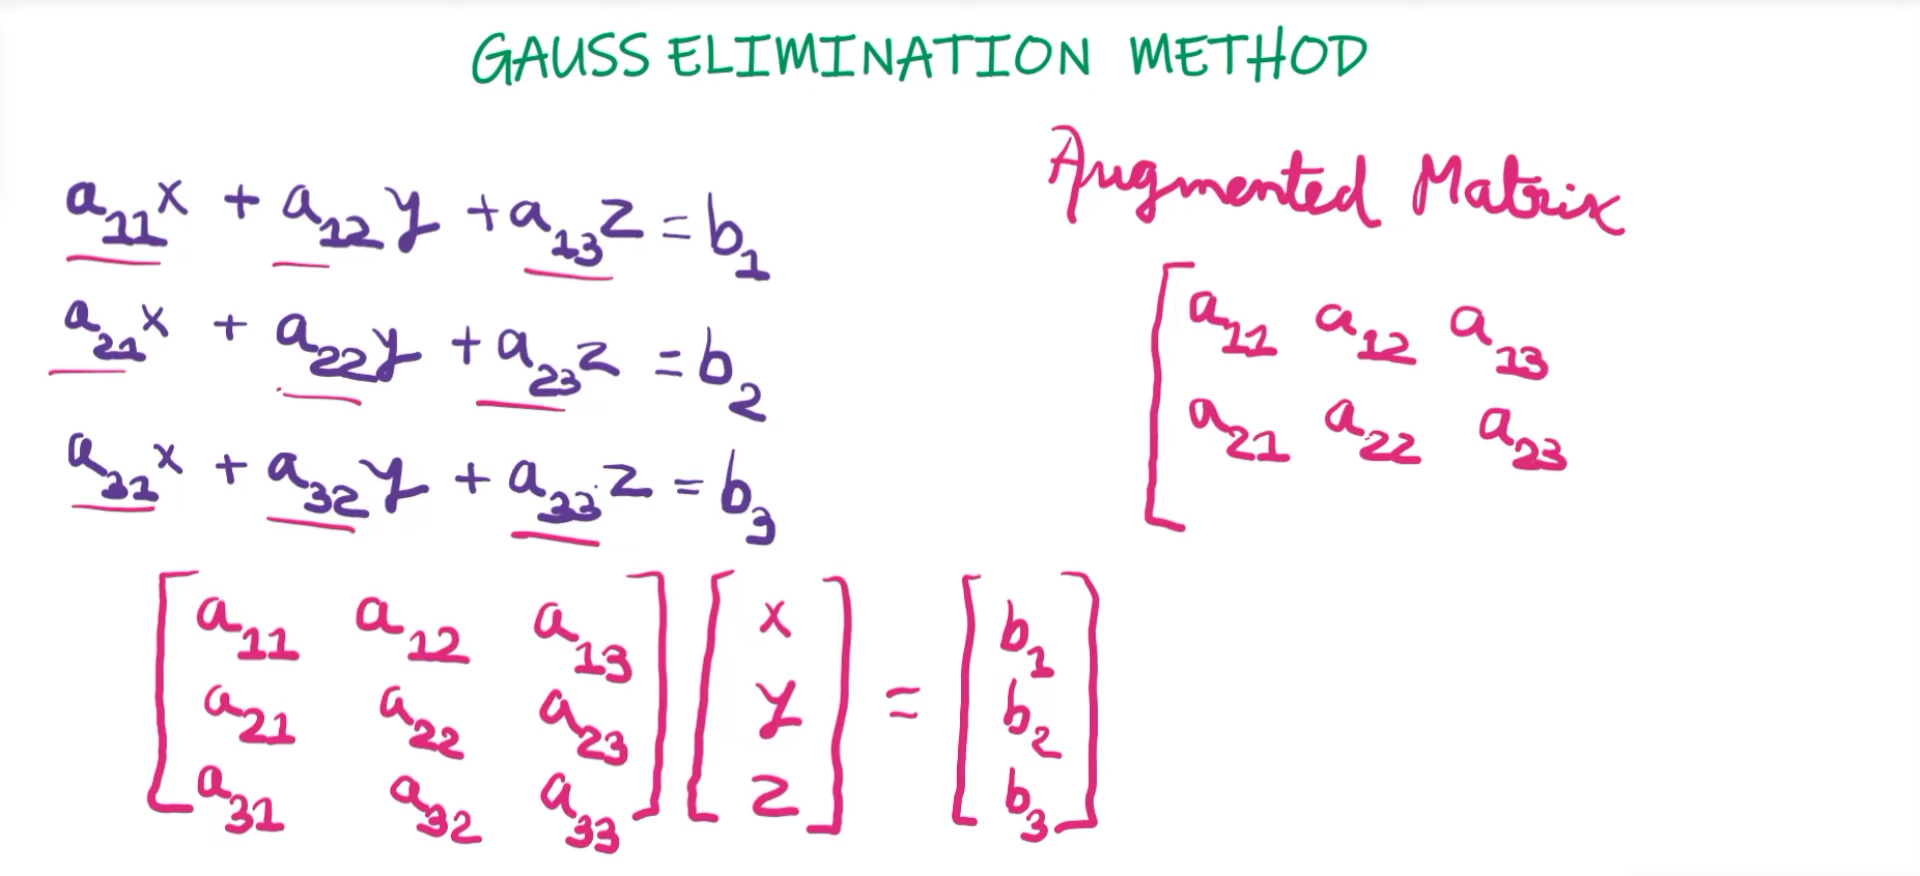 GAUSS ELIMINATION METHOD
a₁₁x + a₁₂y + a₁₃z = b₁
a₂₁x + a₂₂y + a₂₃z = b₂
a₃₁x + a₃₂y + a₃₃z = b₃
[a₁₁ a₁₂ a₁₃] [x] = [b₁]
[a₂₁ a₂₂ a₂₃] [y] [b₂]
[a₃₁ a₃₂ a₃₃] [z] [b₃]
Augmented Matrix
[a₁₁ a₁₂ a₁₃
a₂₁ a₂₂ a₂₃